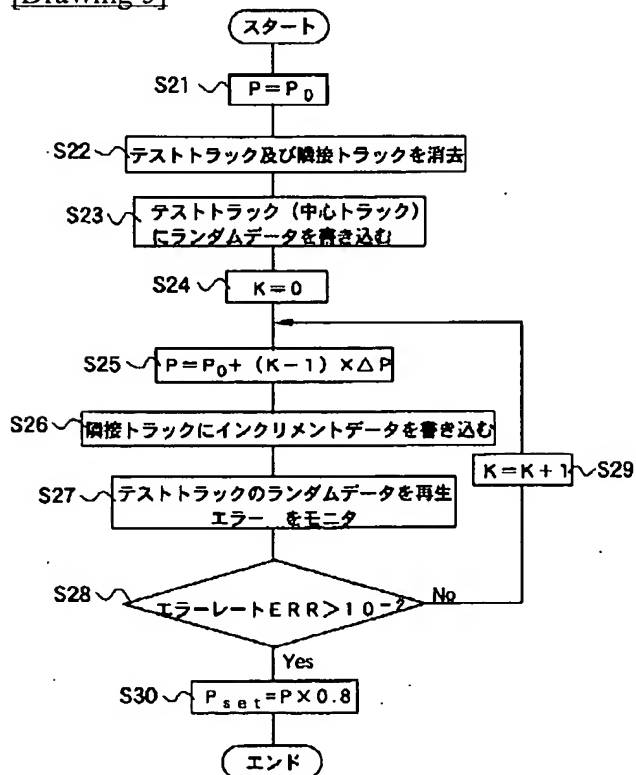 スタート
S21 P=P0
S22 テストトラック及び隣接トラックを消去
S23 テストトラック(中心トラック)
にランダムデータを書き込む
S24 K=0
S25 P=P0+(K-1)×△P
S26 隣接トラックにインクリメントデータを書き込む
K=K+1 S29
S27 テストトラックのランダムデータを再生
エラー をモニタ
S28 エラーレートERR>10-2 No
Yes
S30 Pset=P×0.8
エンド